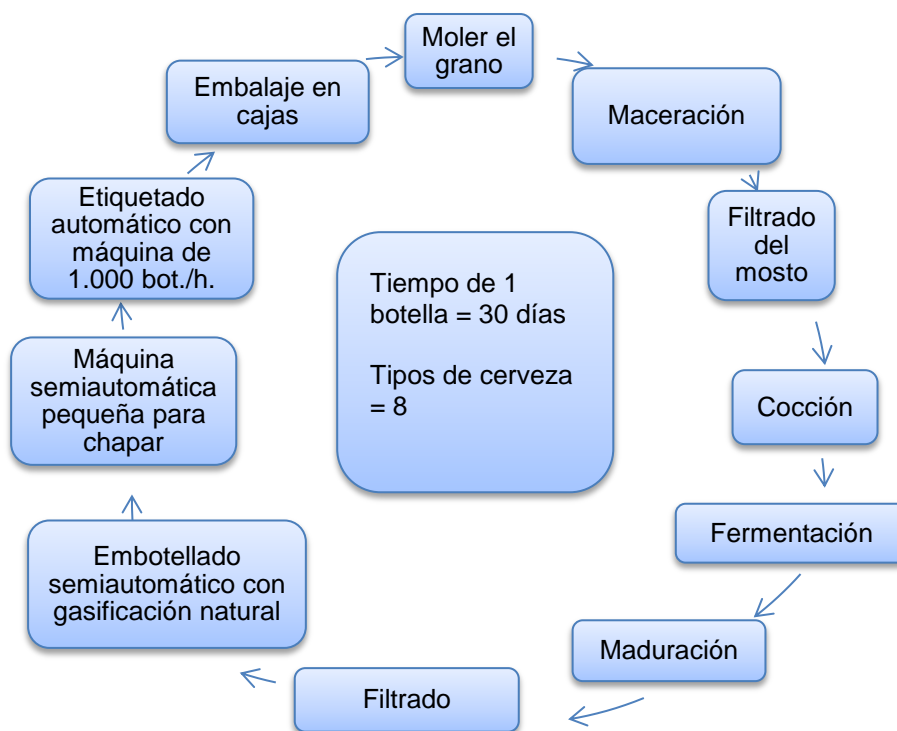 Moler el
grano
Maceración
Filtrado
del
mosto
Cocción
Fermentación
Maduración
Filtrado
Embotellado
semiautomático con
gasificación natural
Máquina
semiautomática
pequeña para
chapar
Etiquetado
automático con
máquina de
1.000 bot./h.
Embalaje en
cajas
Tiempo de 1
botella = 30 días
Tipos de cerveza
= 8